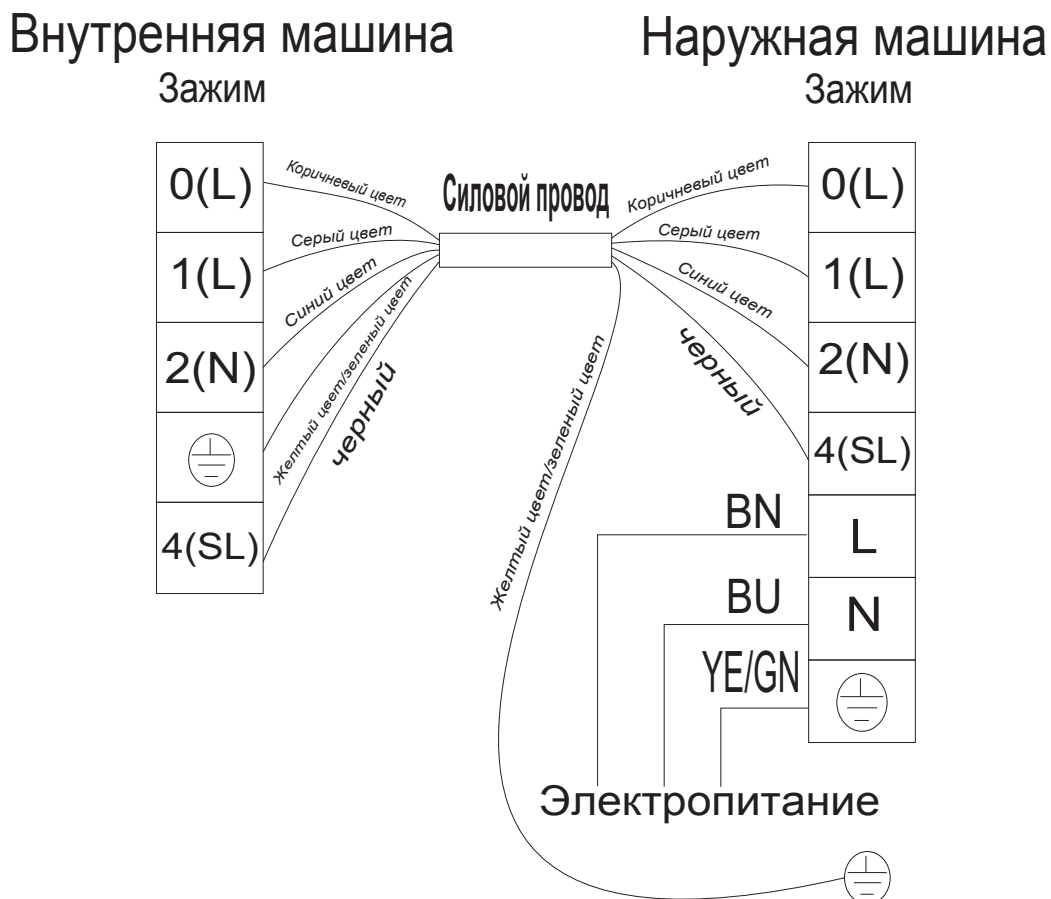 Внутренняя машина
Зажим
Наружная машина
Зажим
0(L)
1(L)
2(N)
4(SL)
Коричневый цвет
Серый цвет
Синий цвет
Желтый цвет/зеленый цвет
черный
Силовой провод
Коричневый цвет
Серый цвет
Синий цвет
черный
Желтый цвет/зеленый цвет
0(L)
1(L)
2(N)
4(SL)
BN
L
BU
N
YE/GN
Электропитание